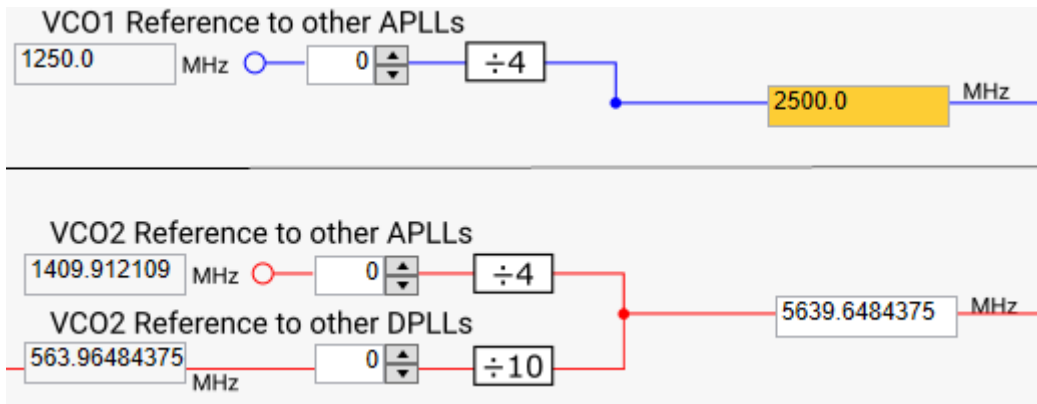 VCO1 Reference to other APLLs
1250.0 MHz 0 ÷4
2500.0 MHz
VCO2 Reference to other APLLs
1409.912109 MHz 0 ÷4
5639.6484375 MHz
VCO2 Reference to other DPLLs
563.96484375 MHz 0 ÷10